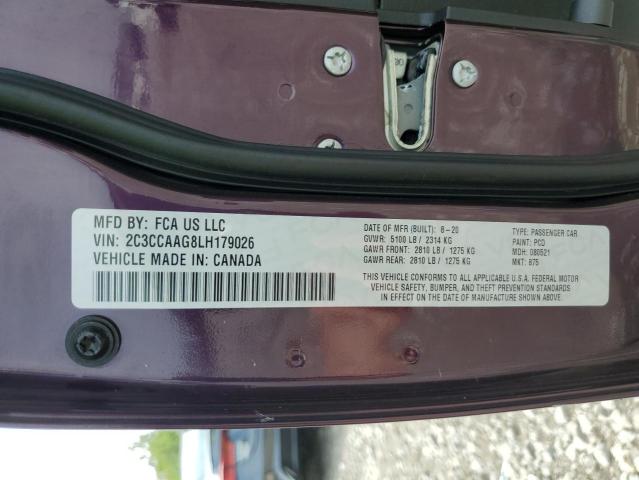 MFD BY: FCA US LLC
VIN: 2C3CCAAG8LH179026
VEHICLE MADE IN: CANADA
DATE OF MFR (BUILT): 8-20
GVWR: 5100 LB / 2314 KG
GAWR FRONT: 2810 LB / 1275 KG
GAWR REAR: 2810 LB / 1275 KG
TYPE: PASSENGER CAR
PAINT: PCD
MDH: 080521
MKT: 875
THIS VEHICLE CONFORMS TO ALL APPLICABLE U.S.A. FEDERAL MOTOR
VEHICLE SAFETY, BUMPER, AND THEFT PREVENTION STANDARDS
IN EFFECT ON THE DATE OF MANUFACTURE SHOWN ABOVE.